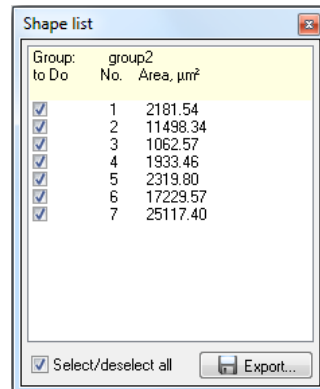 Shape list
Group: group2
to Do No. Area, µm²
1 2181.54
2 11498.34
3 1062.57
4 1933.46
5 2319.80
6 17229.57
7 25117.40
Select/deselect all Export...